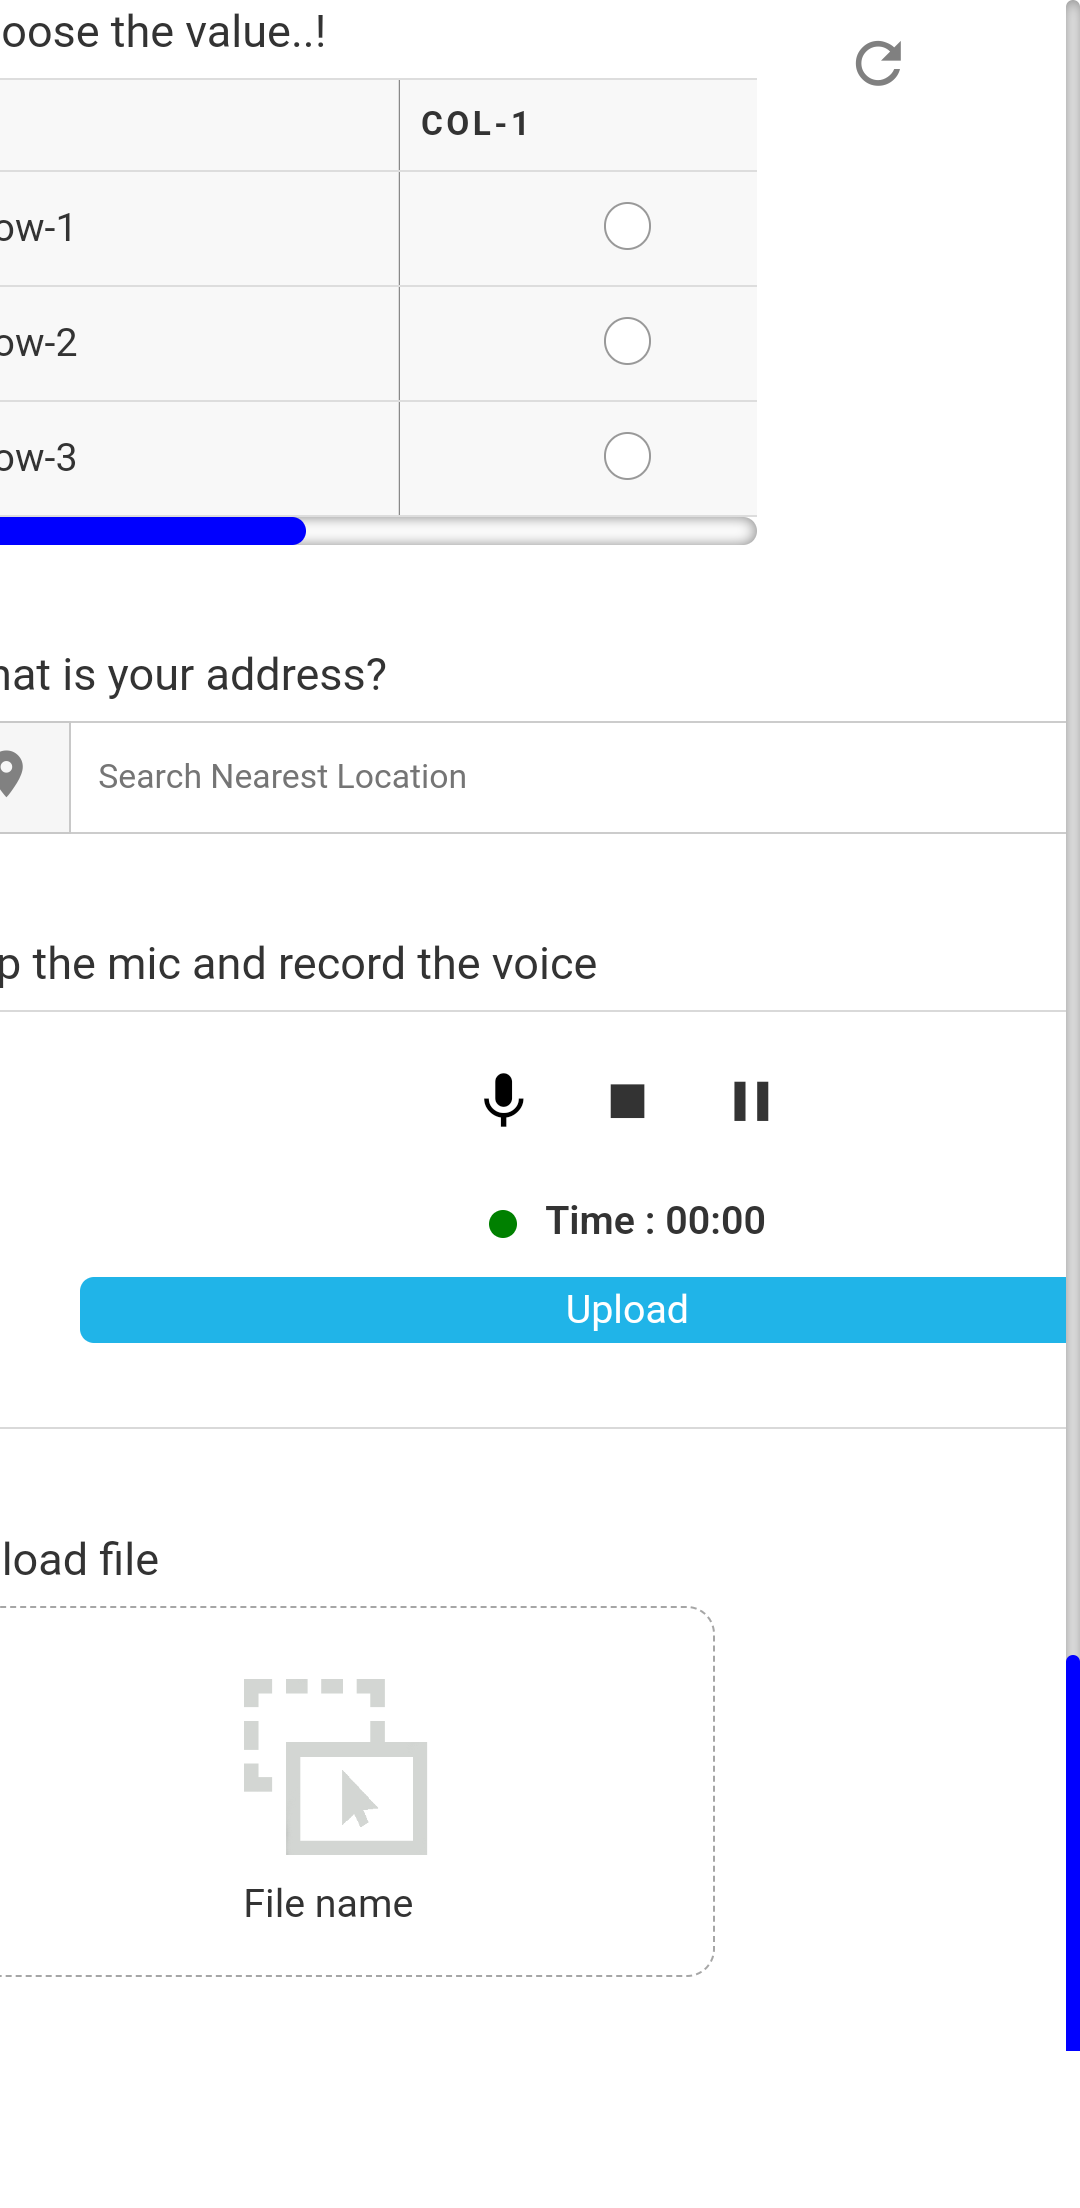 oose the value..!
COL-1
ow-1
ow-2
ow-3
hat is your address?
Search Nearest Location
p the mic and record the voice
Time : 00:00
Upload
load file
File name